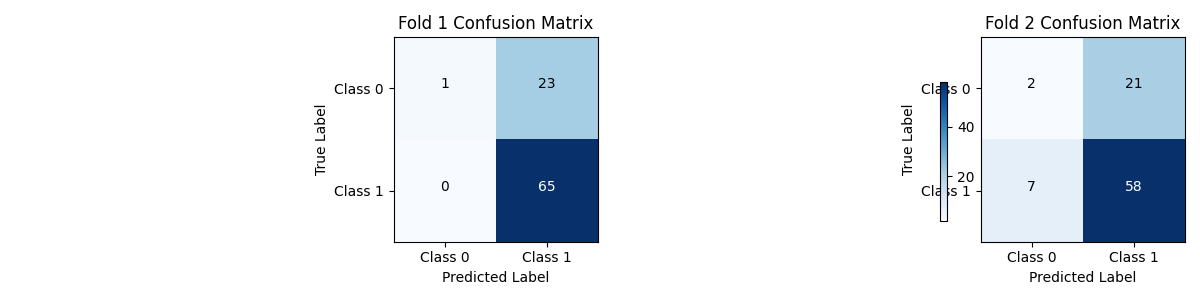 Fold 1 Confusion Matrix
True Label
Class 0
1
23
Class 1
0
65
Class 0
Class 1
Predicted Label
Fold 2 Confusion Matrix
True Label
Class 0
2
21
Class 1
7
58
Class 0
Class 1
Predicted Label
40
20